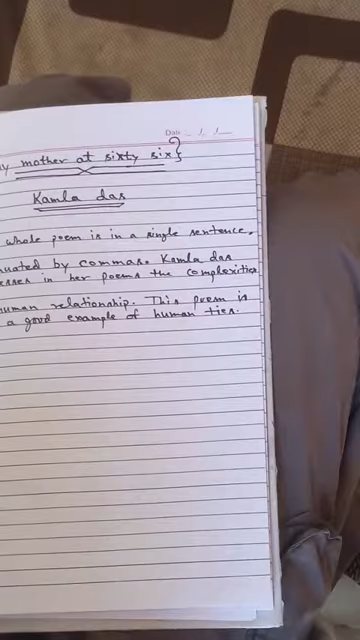 Date / /
my mother at sixty six}
Kamla das
whole poem is in a single sentence,
by commas. Kamla das
in her poems the complexities
human relationship. This poem is
a good example of human ties.